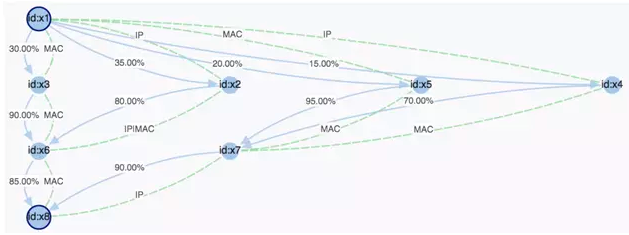 id:x1
IP
MAC
IP
30.00%
MAC
35.00%
20.00%
15.00%
id:x3
id:x2
id:x5
id:x4
90.00%
MAC
80.00%
95.00%
70.00%
IP|MAC
MAC
MAC
id:x6
id:x7
85.00%
MAC
90.00%
IP
id:x8